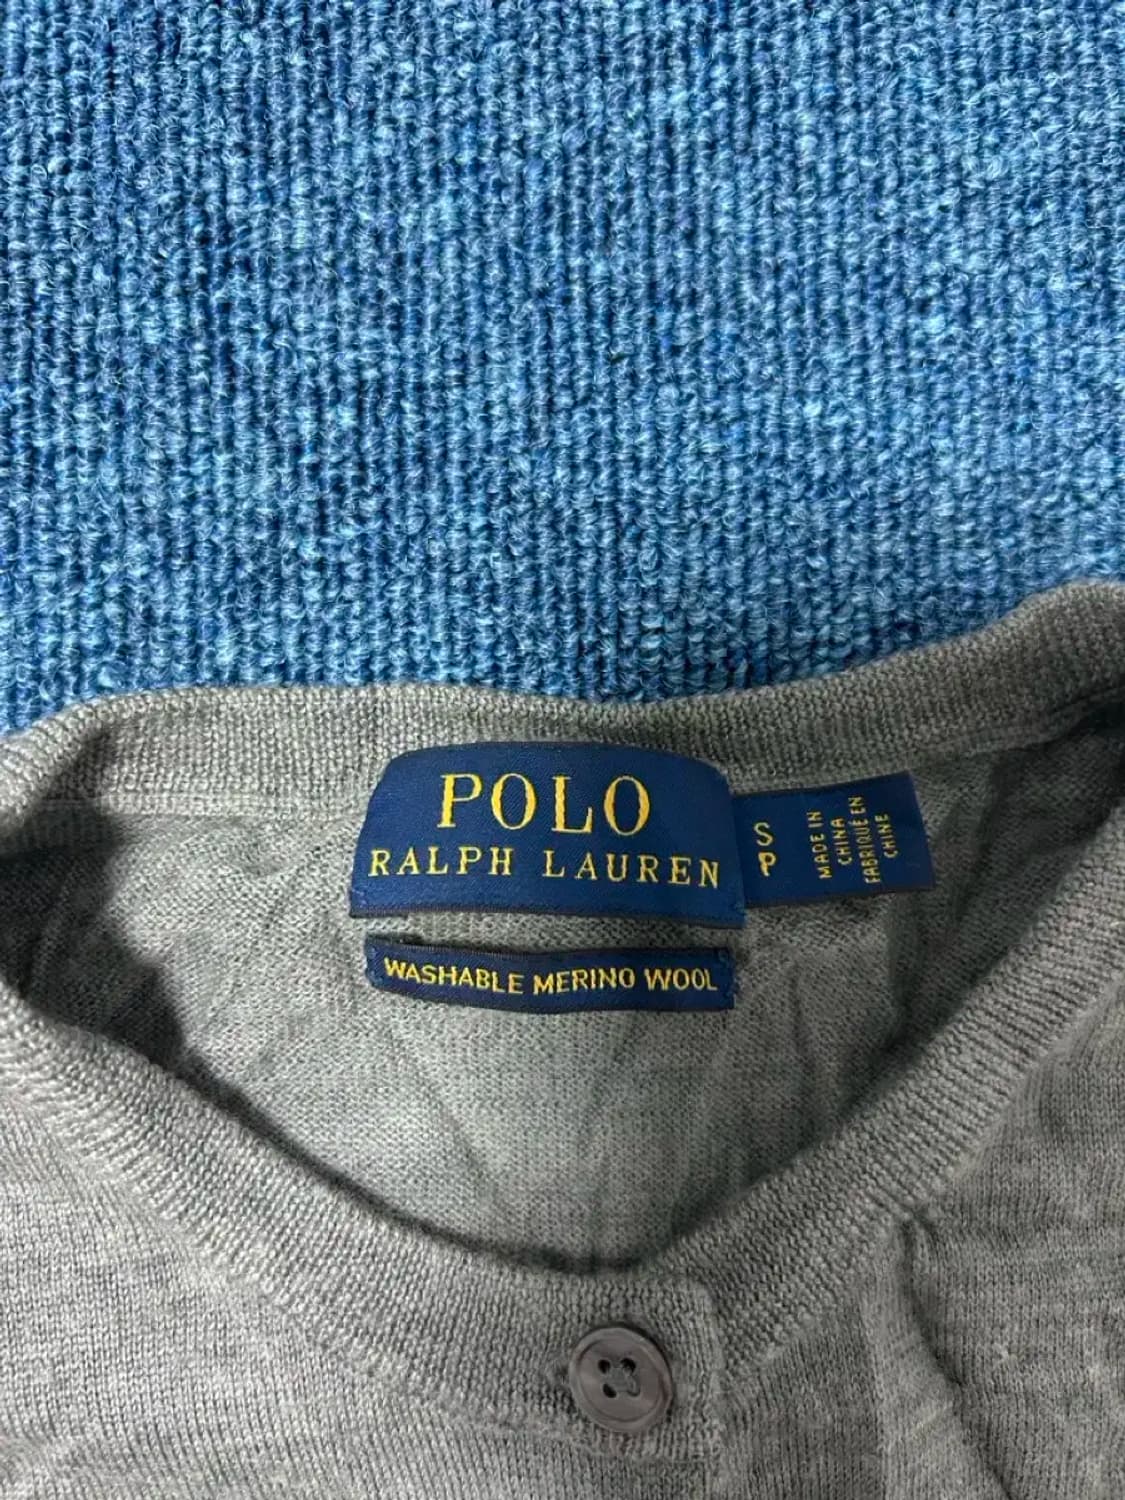 POLO
RALPH LAUREN
S
P
MADE IN
CHINA
FABRIQUÉ EN
CHINE
WASHABLE MERINO WOOL